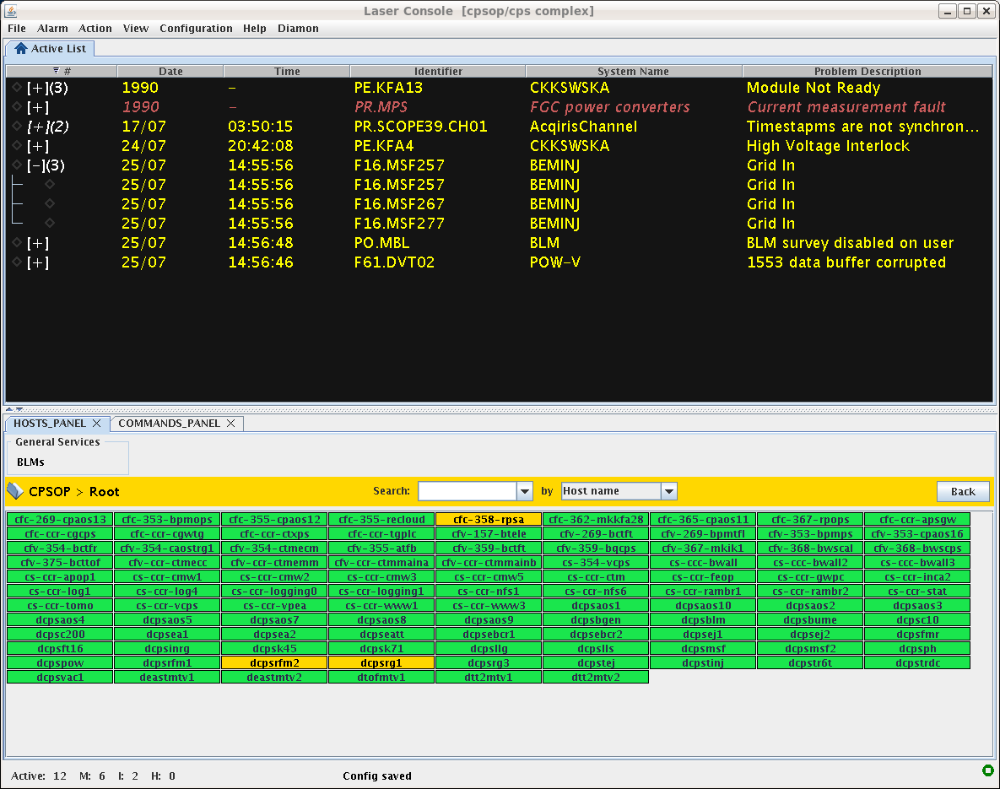 Laser Console [cpsop/cps complex]
File Alarm Action View Configuration Help Diamon
Active List
# Date Time Identifier System Name Problem Description
[+](3) 1990 – PE.KFA13 CKKSWSKA Module Not Ready
[+] 1990 – PR.MPS FGC power converters Current measurement fault
[+](2) 17/07 03:50:15 PR.SCOPE39.CH01 AcqirisChannel Timestapms are not synchron...
[+] 24/07 20:42:08 PE.KFA4 CKKSWSKA High Voltage Interlock
[-](3) 25/07 14:55:56 F16.MSF257 BEMINJ Grid In
25/07 14:55:56 F16.MSF257 BEMINJ Grid In
25/07 14:55:56 F16.MSF267 BEMINJ Grid In
25/07 14:55:56 F16.MSF277 BEMINJ Grid In
[+] 25/07 14:56:48 PO.MBL BLM BLM survey disabled on user
[+] 25/07 14:56:46 F61.DVT02 POW-V 1553 data buffer corrupted
HOSTS_PANEL COMMANDS_PANEL
General Services
BLMs
CPSOP > Root Search: by Host name Back
cfc-269-cpaos13 cfc-353-bpmops cfc-355-cpaos12 cfc-355-recloud cfc-358-rpsa cfc-362-mkkfa28 cfc-365-cpaos11 cfc-367-rpops cfc-ccr-apsgw
cfc-ccr-cgcps cfc-ccr-cgwtg cfc-ccr-ctxps cfc-ccr-tgplc cfv-157-btele cfv-269-bctft cfv-269-bpmtfl cfv-353-bpmps cfv-353-cpaos16
cfv-354-bctfr cfv-354-caostrg1 cfv-354-ctmecm cfv-355-atfb cfv-359-bctft cfv-359-bqcps cfv-367-mkik1 cfv-368-bwscal cfv-368-bwscps
cfv-375-bcttof cfv-ccr-ctmecc cfv-ccr-ctmemm cfv-ccr-ctmmaina cfv-ccr-ctmmainb cs-354-vcps cs-ccc-bwall cs-ccc-bwall2 cs-ccc-bwall3
cs-ccr-apop1 cs-ccr-cmw1 cs-ccr-cmw2 cs-ccr-cmw3 cs-ccr-cmw5 cs-ccr-ctm cs-ccr-feop cs-ccr-gwpc cs-ccr-inca2
cs-ccr-log1 cs-ccr-log4 cs-ccr-logging0 cs-ccr-logging1 cs-ccr-nfs1 cs-ccr-nfs6 cs-ccr-rambr1 cs-ccr-rambr2 cs-ccr-stat
cs-ccr-tomo cs-ccr-vcps cs-ccr-vpea cs-ccr-www1 cs-ccr-www3 dcpsaos1 dcpsaos10 dcpsaos2 dcpsaos3
dcpsaos4 dcpsaos5 dcpsaos7 dcpsaos8 dcpsaos9 dcpsbgen dcpsblm dcpsbume dcpsc10
dcpsc200 dcpsea1 dcpsea2 dcpseatt dcpsebcr1 dcpsebcr2 dcpsej1 dcpsej2 dcpsfmr
dcpsft16 dcpsinrg dcpsk45 dcpsk71 dcpsllg dcpslls dcpsmsf dcpsmsf2 dcpsph
dcpspow dcpsrfm1 dcpsrfm2 dcpsrg1 dcpsrg3 dcpstej dcpstinj dcpstr6t dcpstrdc
dcpsvac1 deastmtv1 deastmtv2 dtofmtv1 dtt2mtv1 dtt2mtv2
Active: 12 M: 6 I: 2 H: 0 Config saved